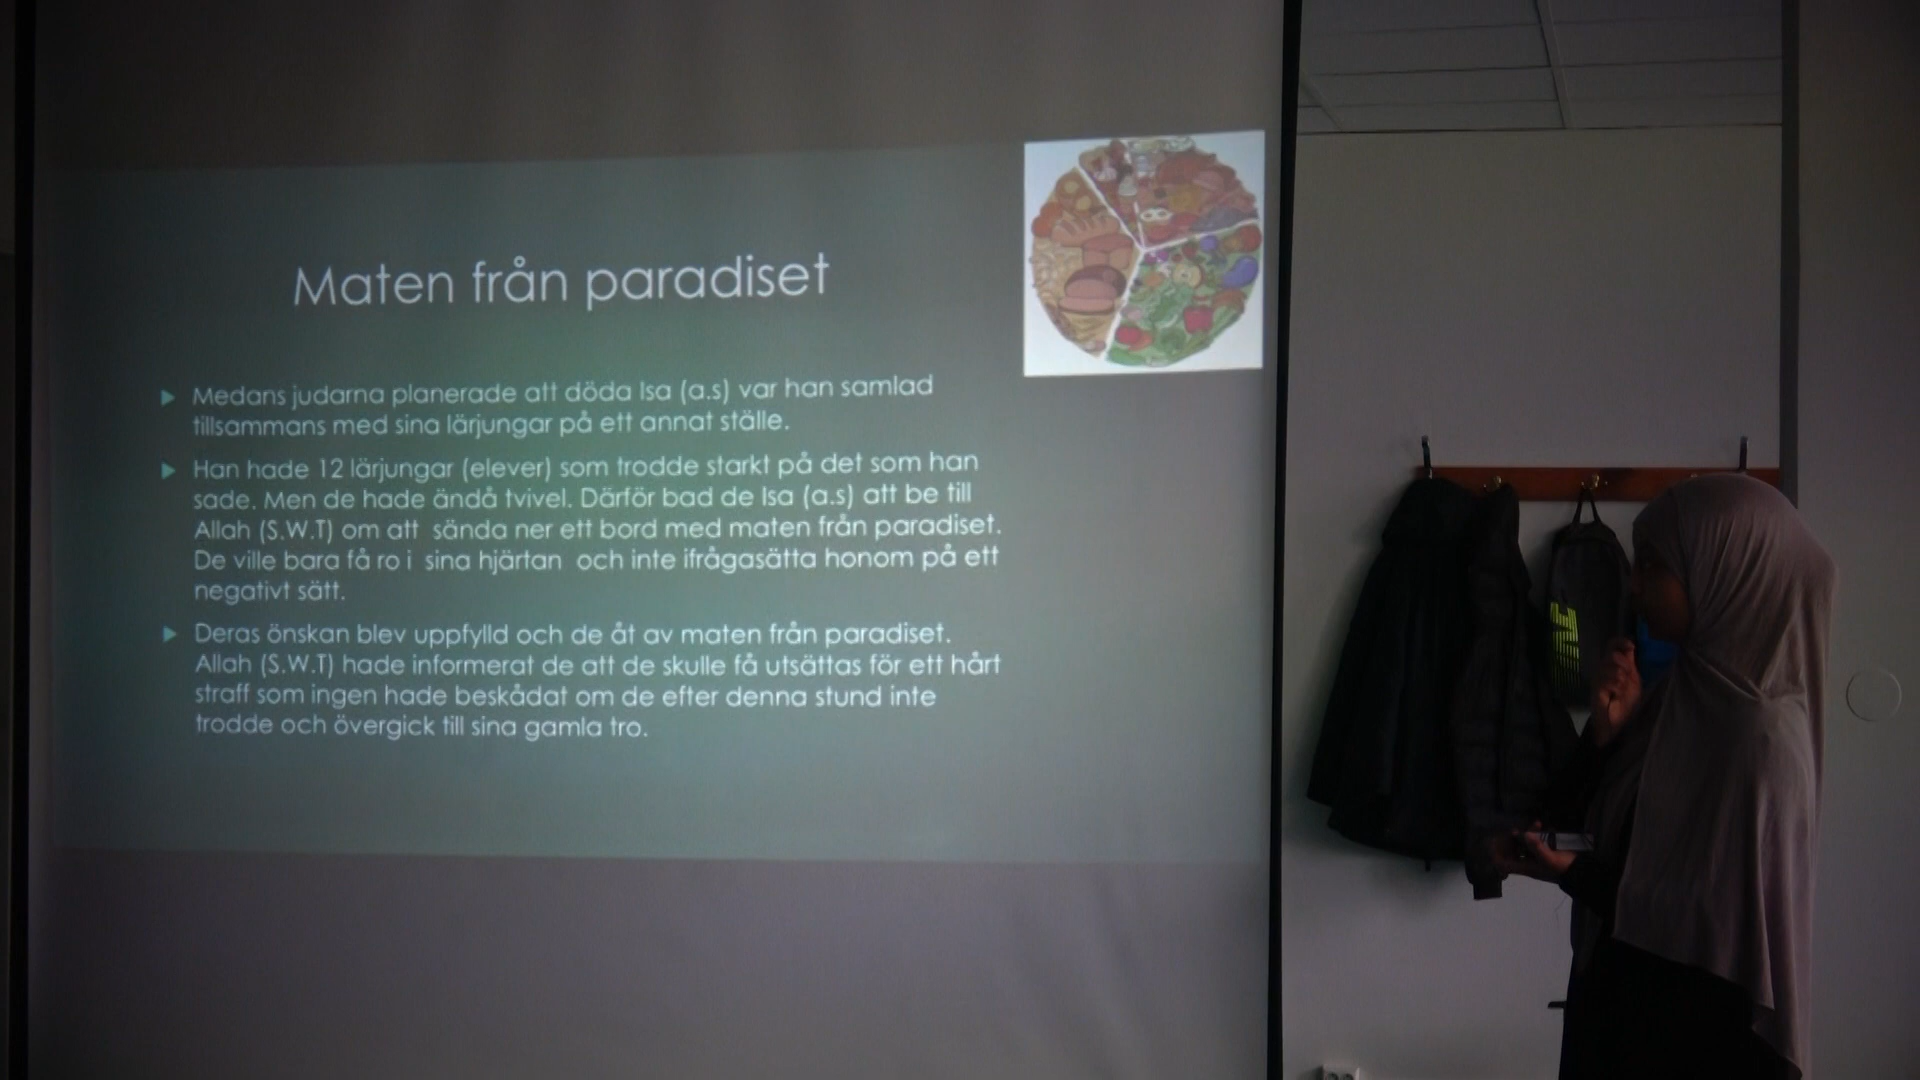 Maten från paradiset
Medans judarna planerade att döda Isa (a.s) var han samlad
tillsammans med sina lärjungar på ett annat ställe.
Han hade 12 lärjungar (elever) som trodde starkt på det som han
sade. Men de hade ändå tvivel. Därför bad de Isa (a.s) att be till
Allah (S.W.T) om att sända ner ett bord med maten från paradiset.
De ville bara få ro i sina hjärtan och inte ifrågasätta honom på ett
negativt sätt.
Deras önskan blev uppfylld och de åt av maten från paradiset.
Allah (S.W.T) hade informerat de att de skulle få utsättas för ett hårt
straff som ingen hade beskådat om de efter denna stund inte
trodde och övergick till sina gamla tro.